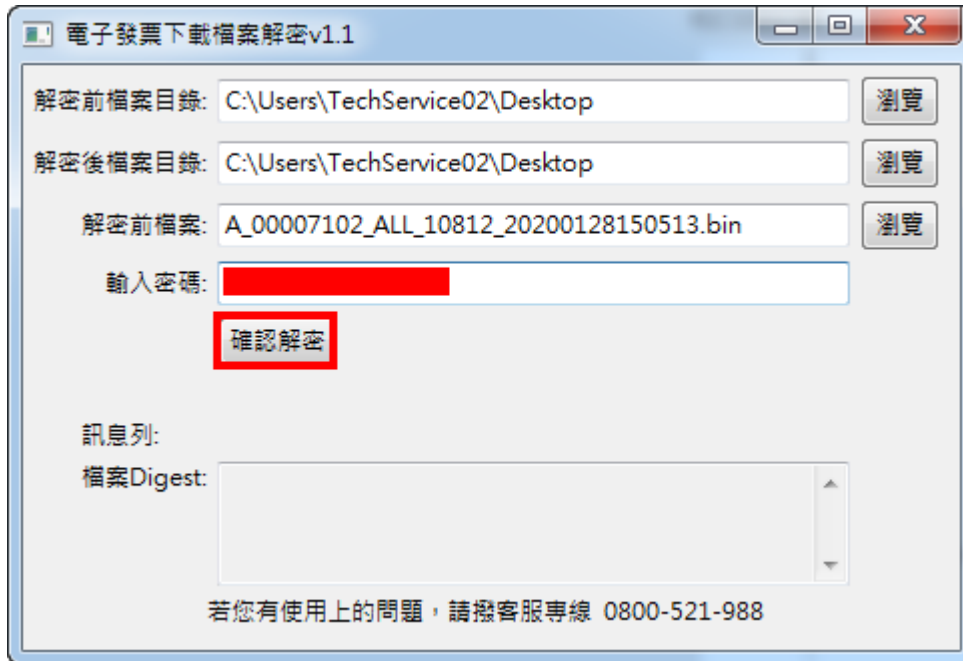 電子發票下載檔案解密v1.1
解密前檔案目錄: C:\Users\TechService02\Desktop 瀏覽
解密後檔案目錄: C:\Users\TechService02\Desktop 瀏覽
解密前檔案: A_00007102_ALL_10812_20200128150513.bin 瀏覽
輸入密碼:
確認解密
訊息列:
檔案Digest:
若您有使用上的問題，請撥客服專線 0800-521-988